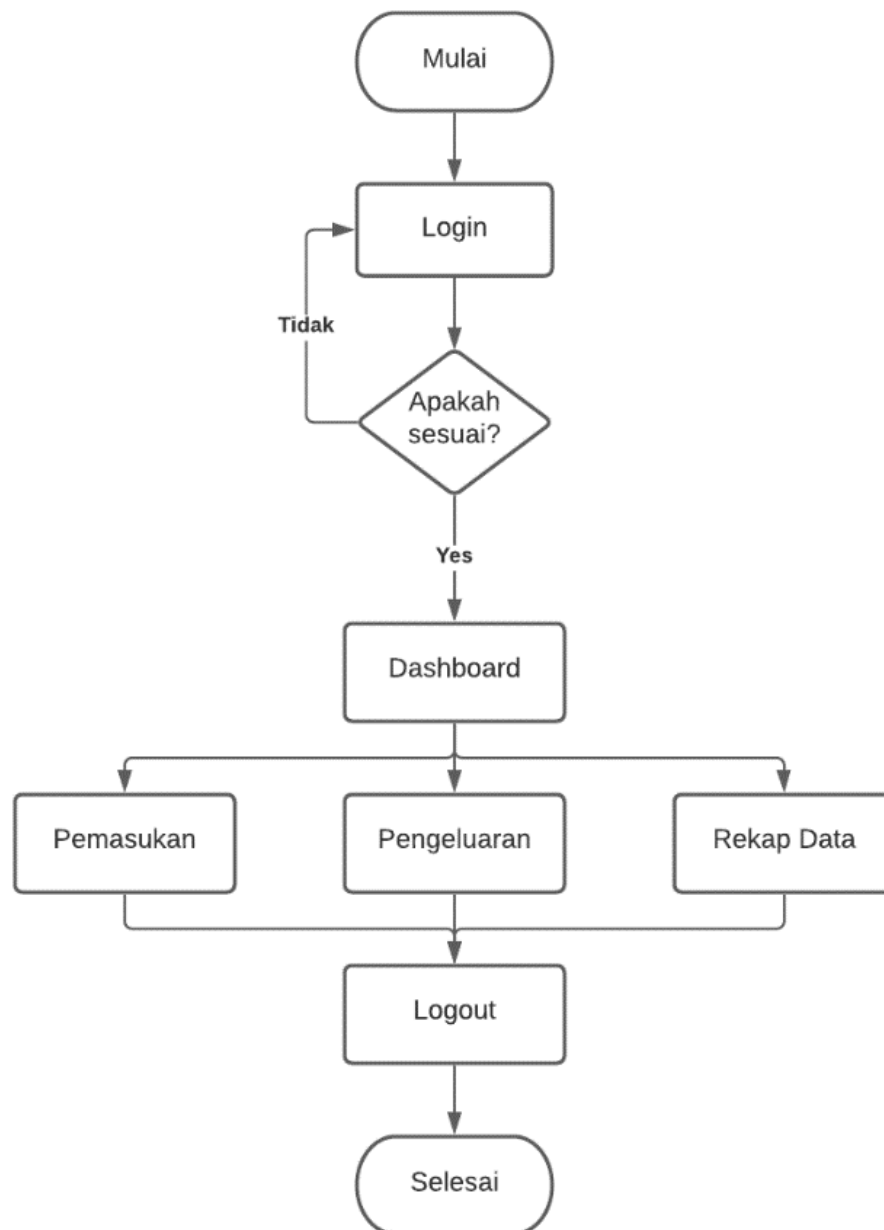 Mulai
Login
Tidak
Apakah
sesuai?
Yes
Dashboard
Pemasukan
Pengeluaran
Rekap Data
Logout
Selesai